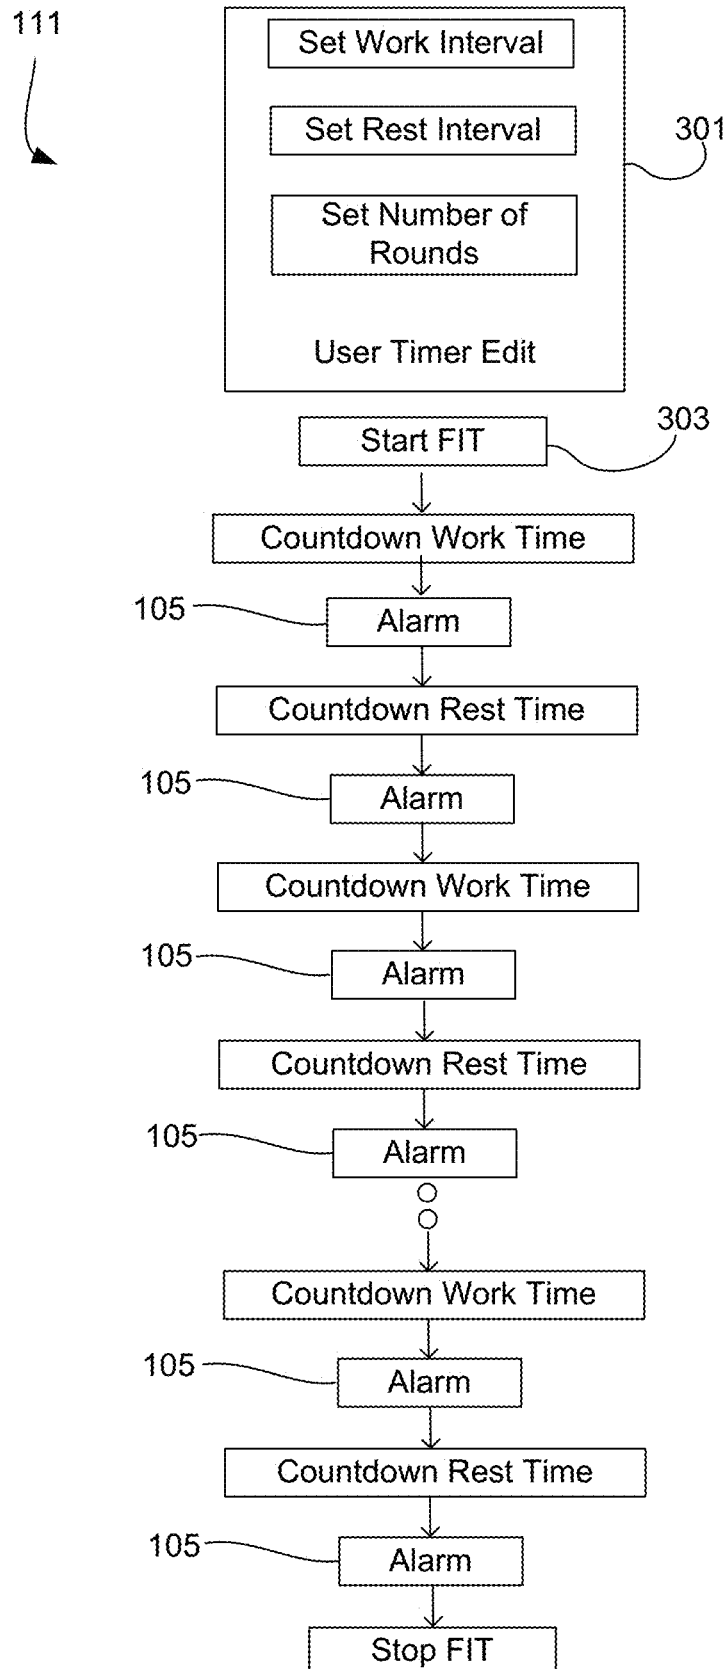 111
Set Work Interval
Set Rest Interval
301
Set Number of
Rounds
User Timer Edit
303
Start FIT
Countdown Work Time
105
Alarm
Countdown Rest Time
105
Alarm
Countdown Work Time
105
Alarm
Countdown Rest Time
105
Alarm
Countdown Work Time
105
Alarm
Countdown Rest Time
105
Alarm
Stop FIT